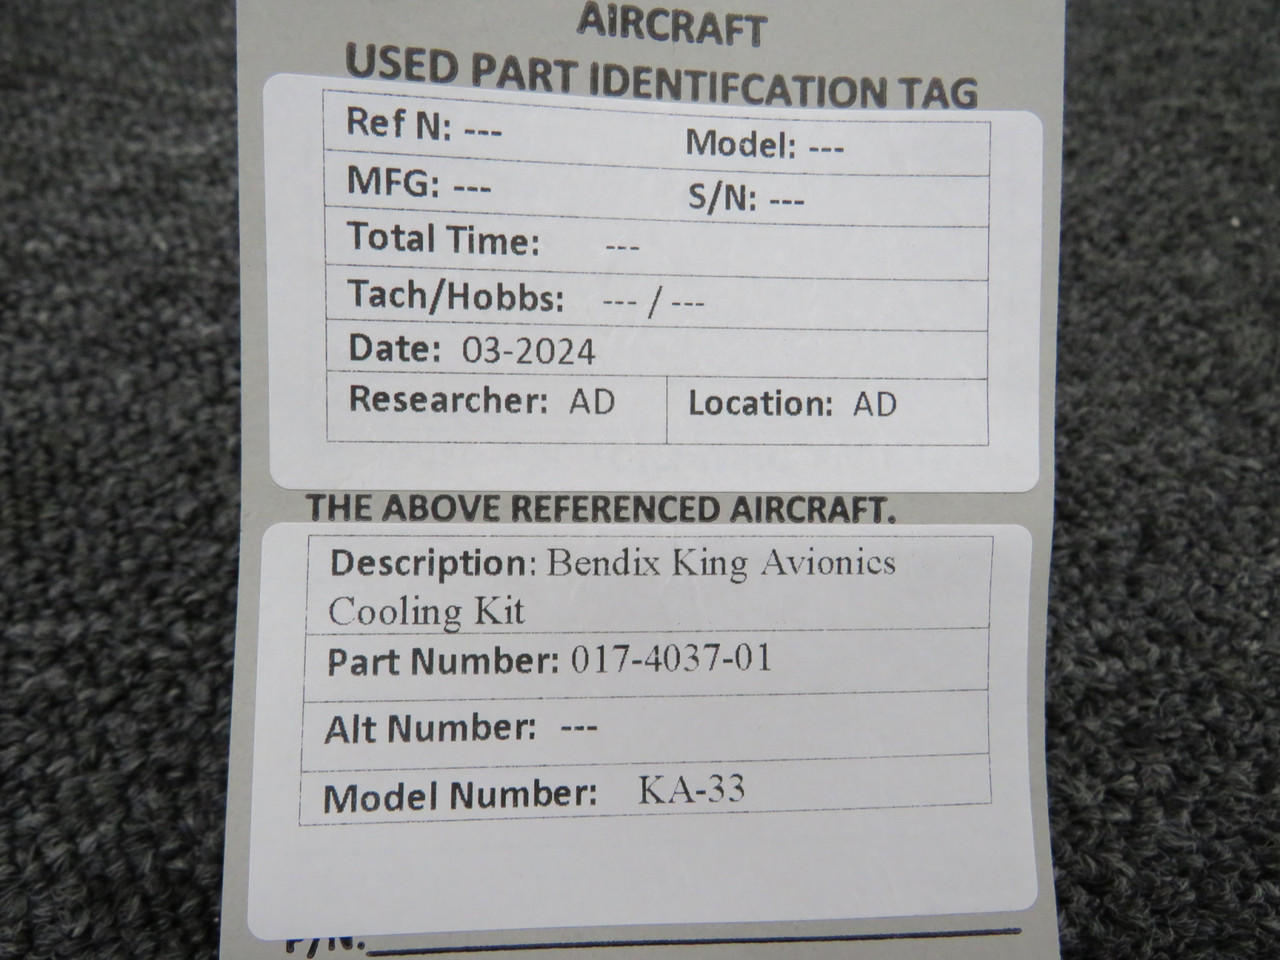 AIRCRAFT
USED PART IDENTIFCATION TAG
Ref N: --- Model: ---
MFG: --- S/N: ---
Total Time: ---
Tach/Hobbs: --- / ---
Date: 03-2024
Researcher: AD Location: AD
THE ABOVE REFERENCED AIRCRAFT.
Description: Bendix King Avionics
Cooling Kit
Part Number: 017-4037-01
Alt Number: ---
Model Number: KA-33
P/N: